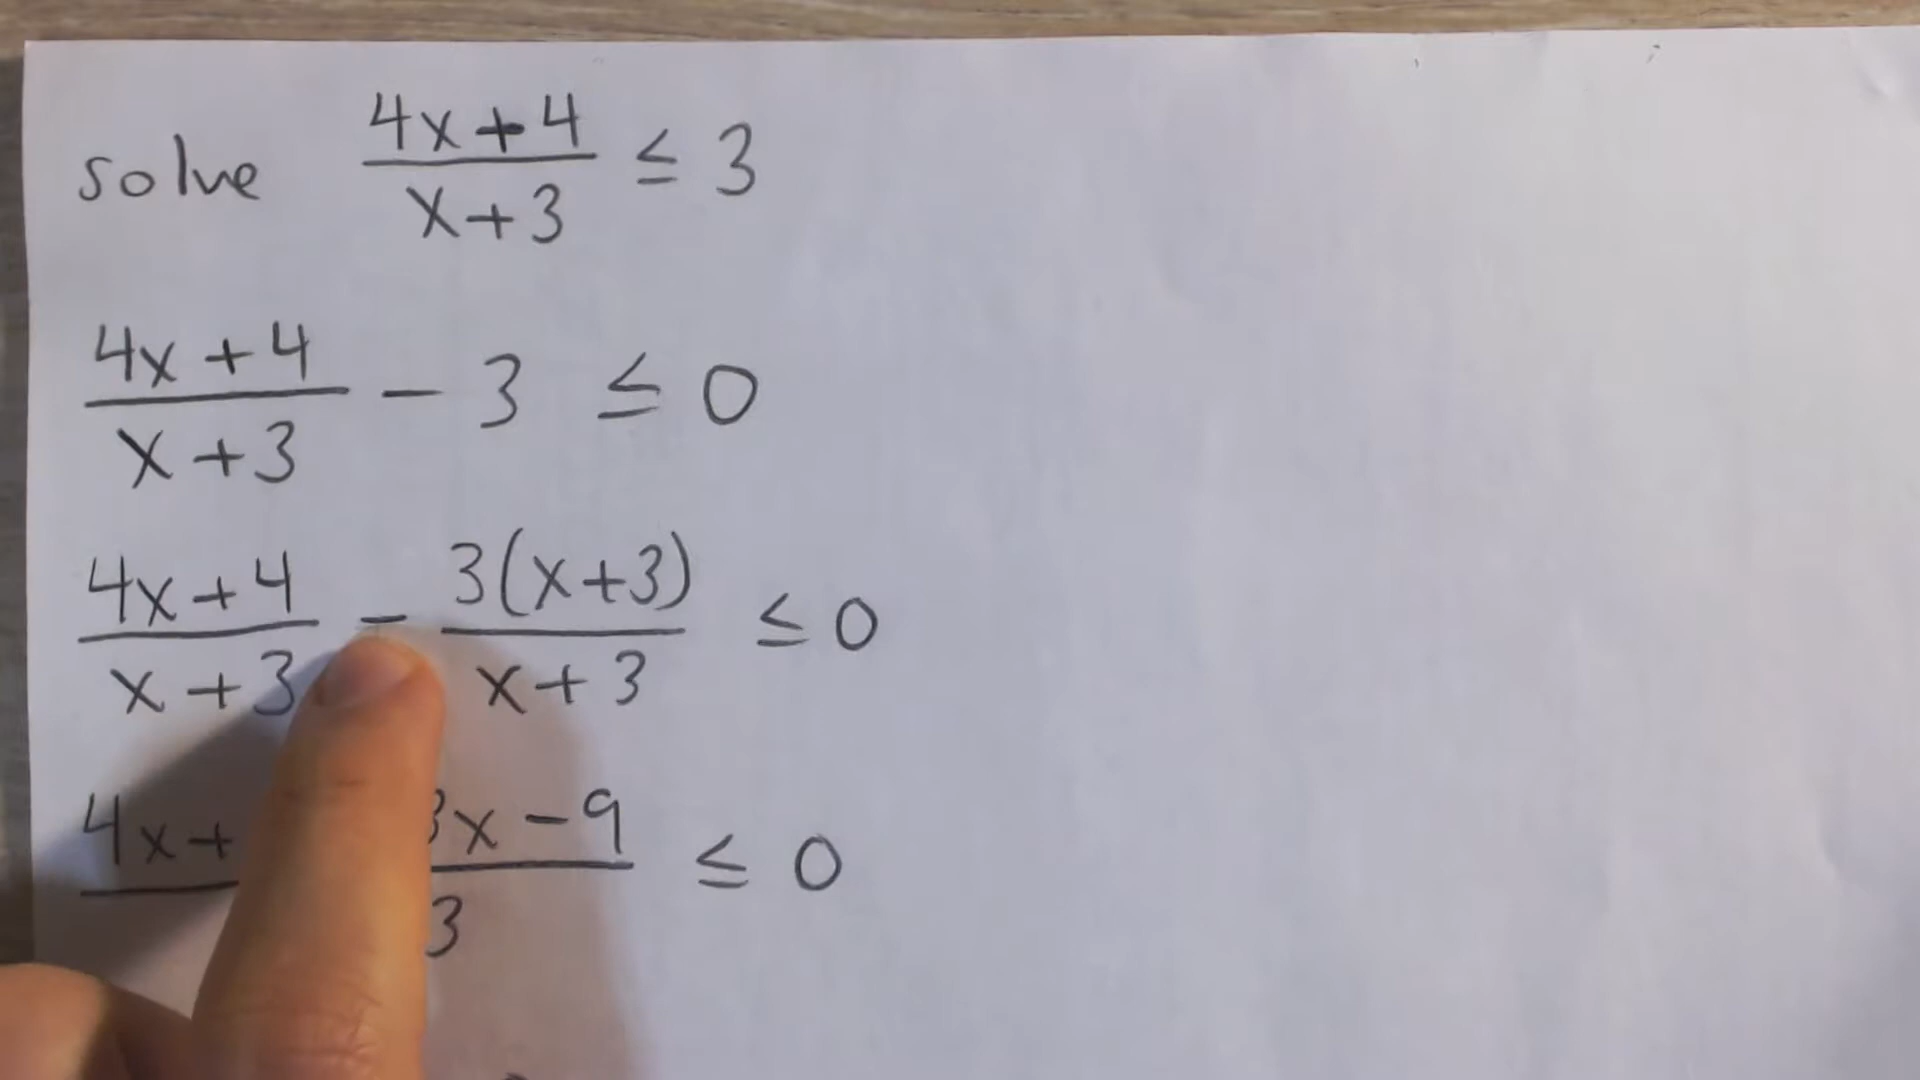 solve (4x+4)/(x+3) ≤ 3
(4x+4)/(x+3) - 3 ≤ 0
(4x+4)/(x+3) - 3(x+3)/(x+3) ≤ 0
4x+ 3x-9 ≤ 0
3